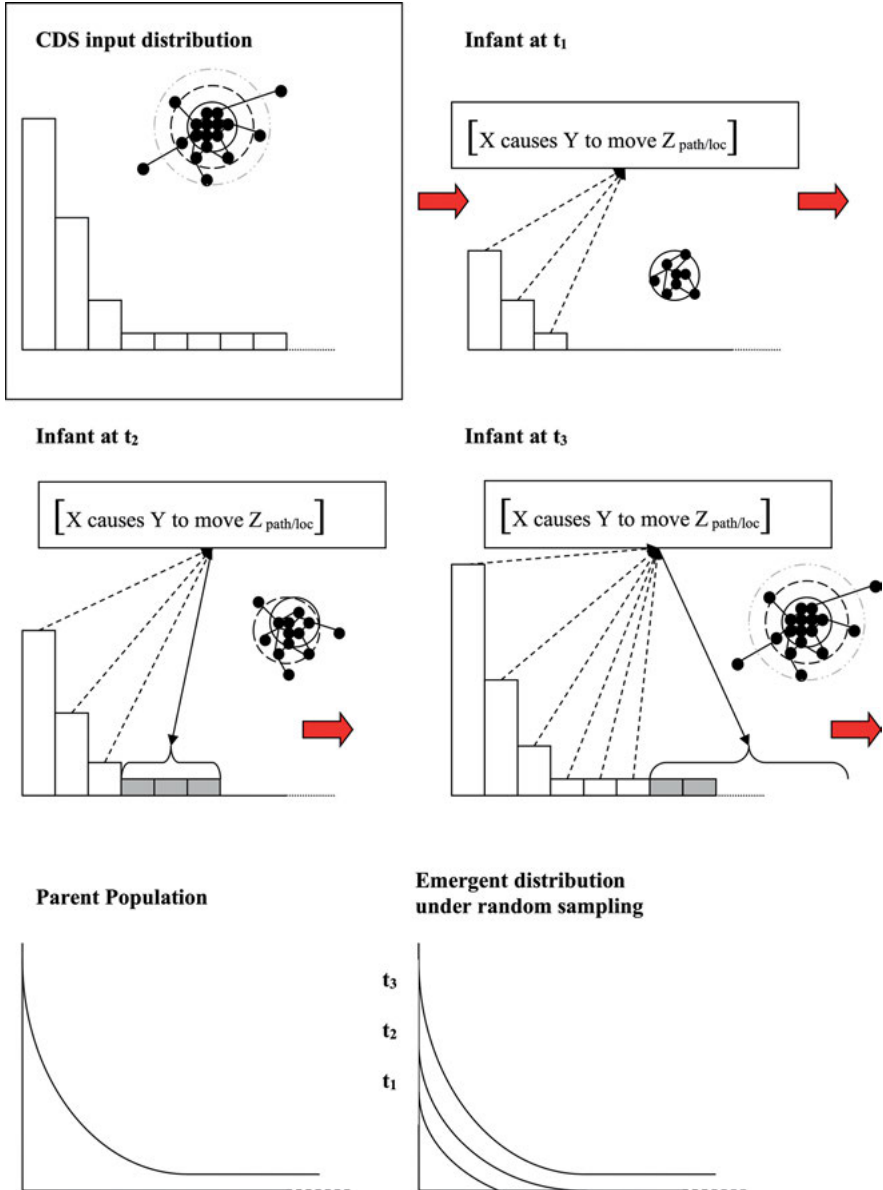 CDS input distribution
Infant at t₁
[X causes Y to move Z path/loc]
Infant at t₂
Infant at t₃
[X causes Y to move Z path/loc]
[X causes Y to move Z path/loc]
Parent Population
Emergent distribution
under random sampling
t₃
t₂
t₁